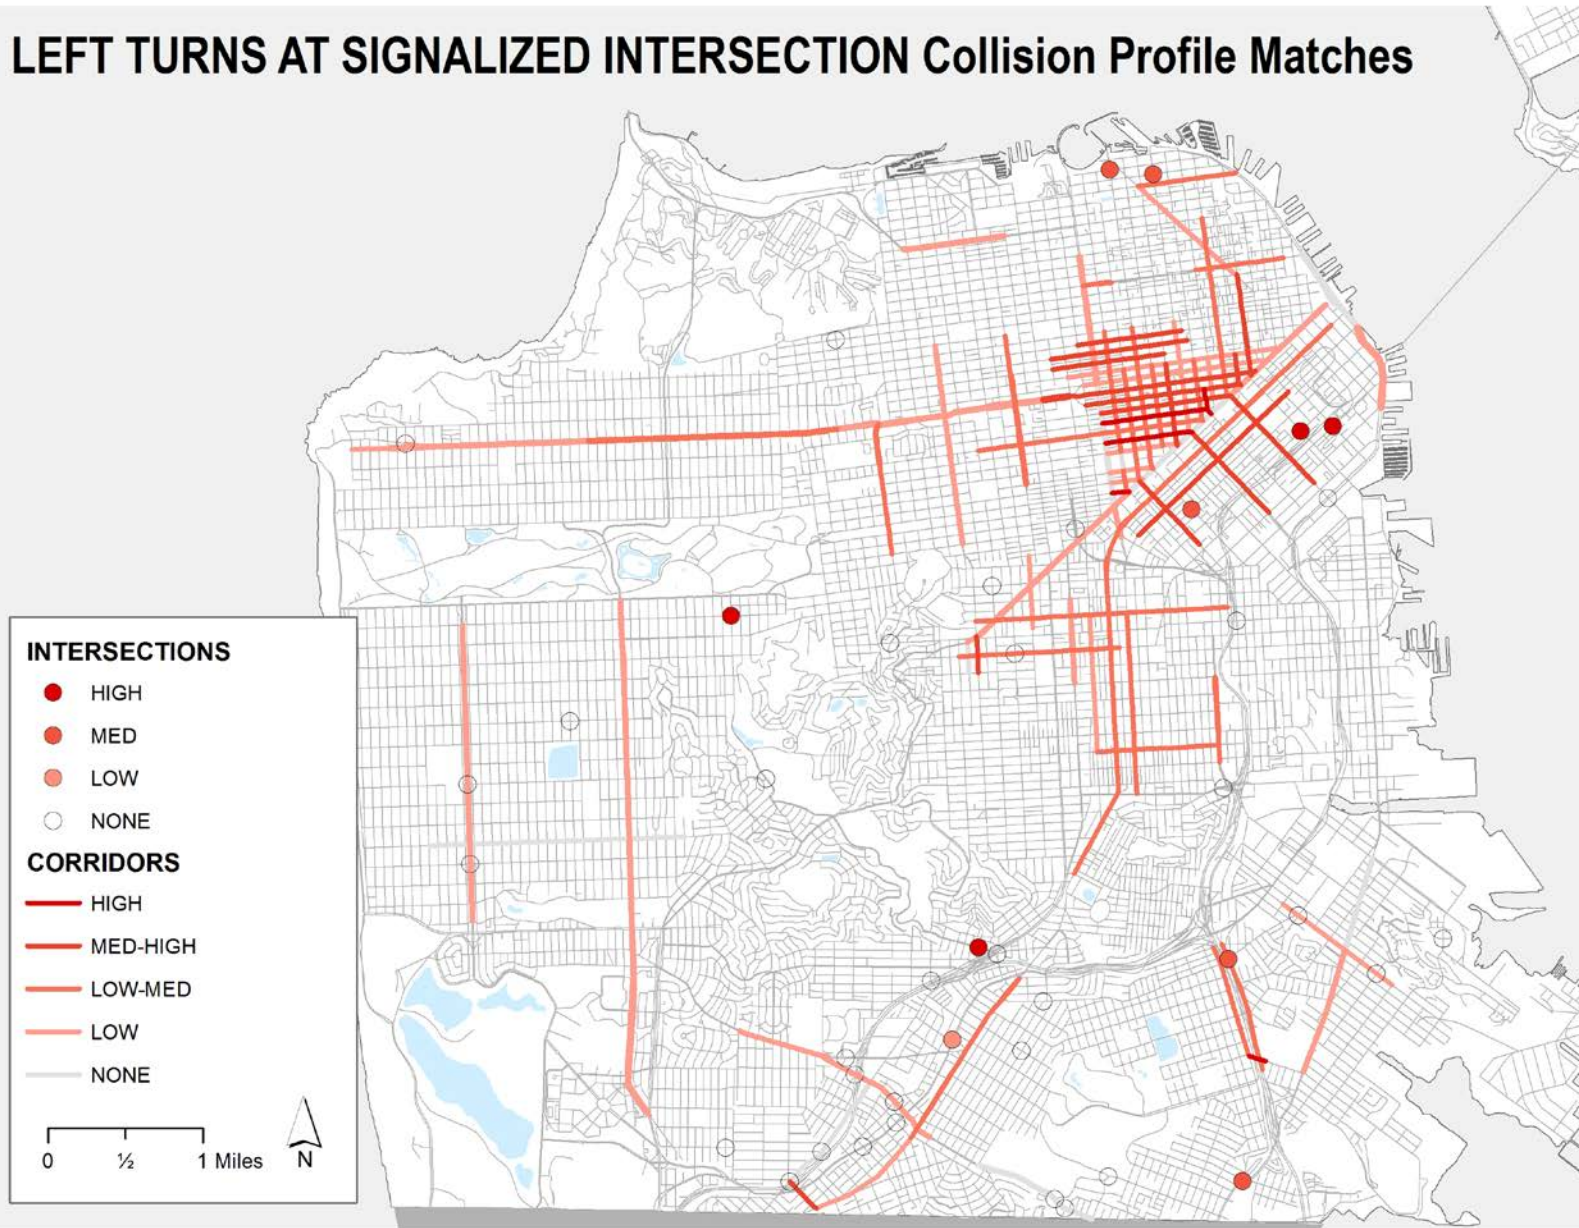 LEFT TURNS AT SIGNALIZED INTERSECTION Collision Profile Matches
INTERSECTIONS
HIGH
MED
LOW
NONE
CORRIDORS
HIGH
MED-HIGH
LOW-MED
LOW
NONE
0 ½ 1 Miles N